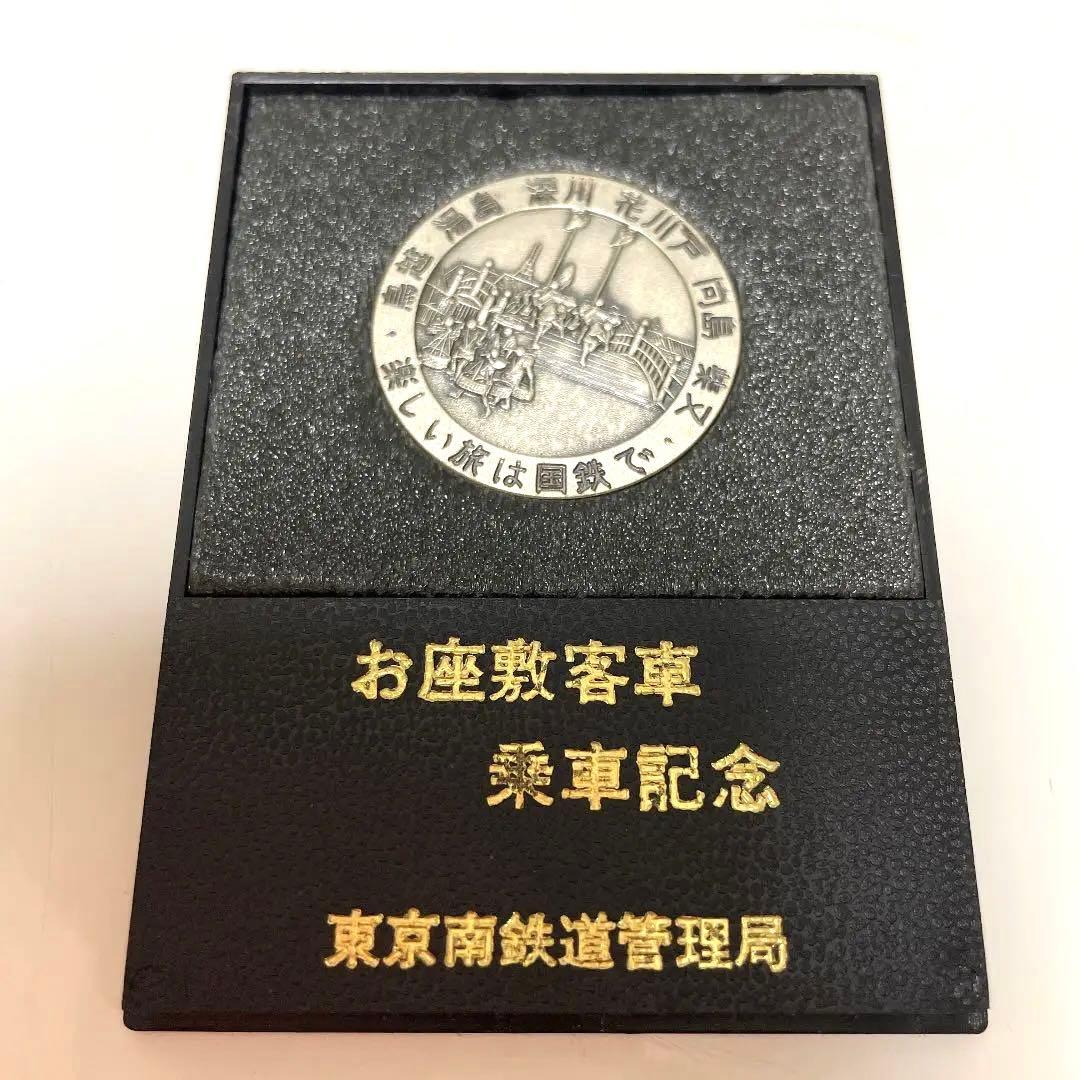 鳥越 湯島 深川 花川戸 向島 柴又
・楽しい旅は国鉄で・
お座敷客車
乗車記念
東京南鉄道管理局